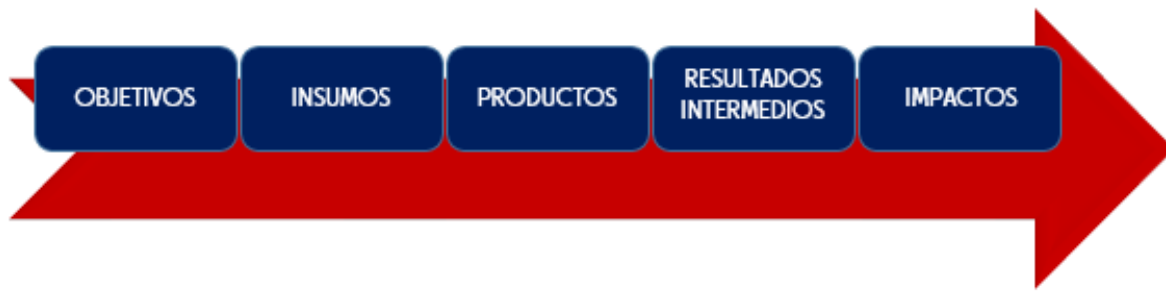 OBJETIVOS
INSUMOS
PRODUCTOS
RESULTADOS
INTERMEDIOS
IMPACTOS